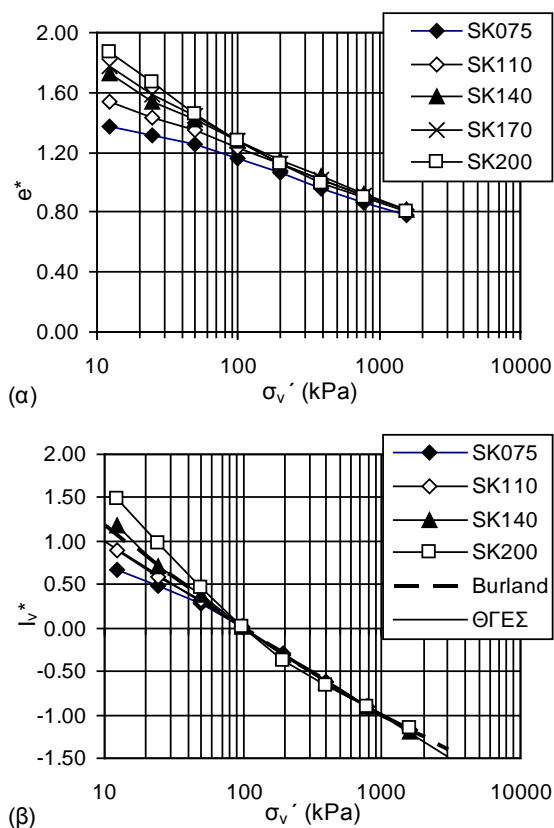 2.00
1.60
1.20
0.80
0.40
0.00
e*
10
100
1000
10000
σv´ (kPa)
(α)
SK075
SK110
SK140
SK170
SK200
2.00
1.50
1.00
0.50
0.00
-0.50
-1.00
-1.50
Iv*
10
100
1000
10000
σv´ (kPa)
(β)
SK075
SK110
SK140
SK200
Burland
ΘΓΕΣ